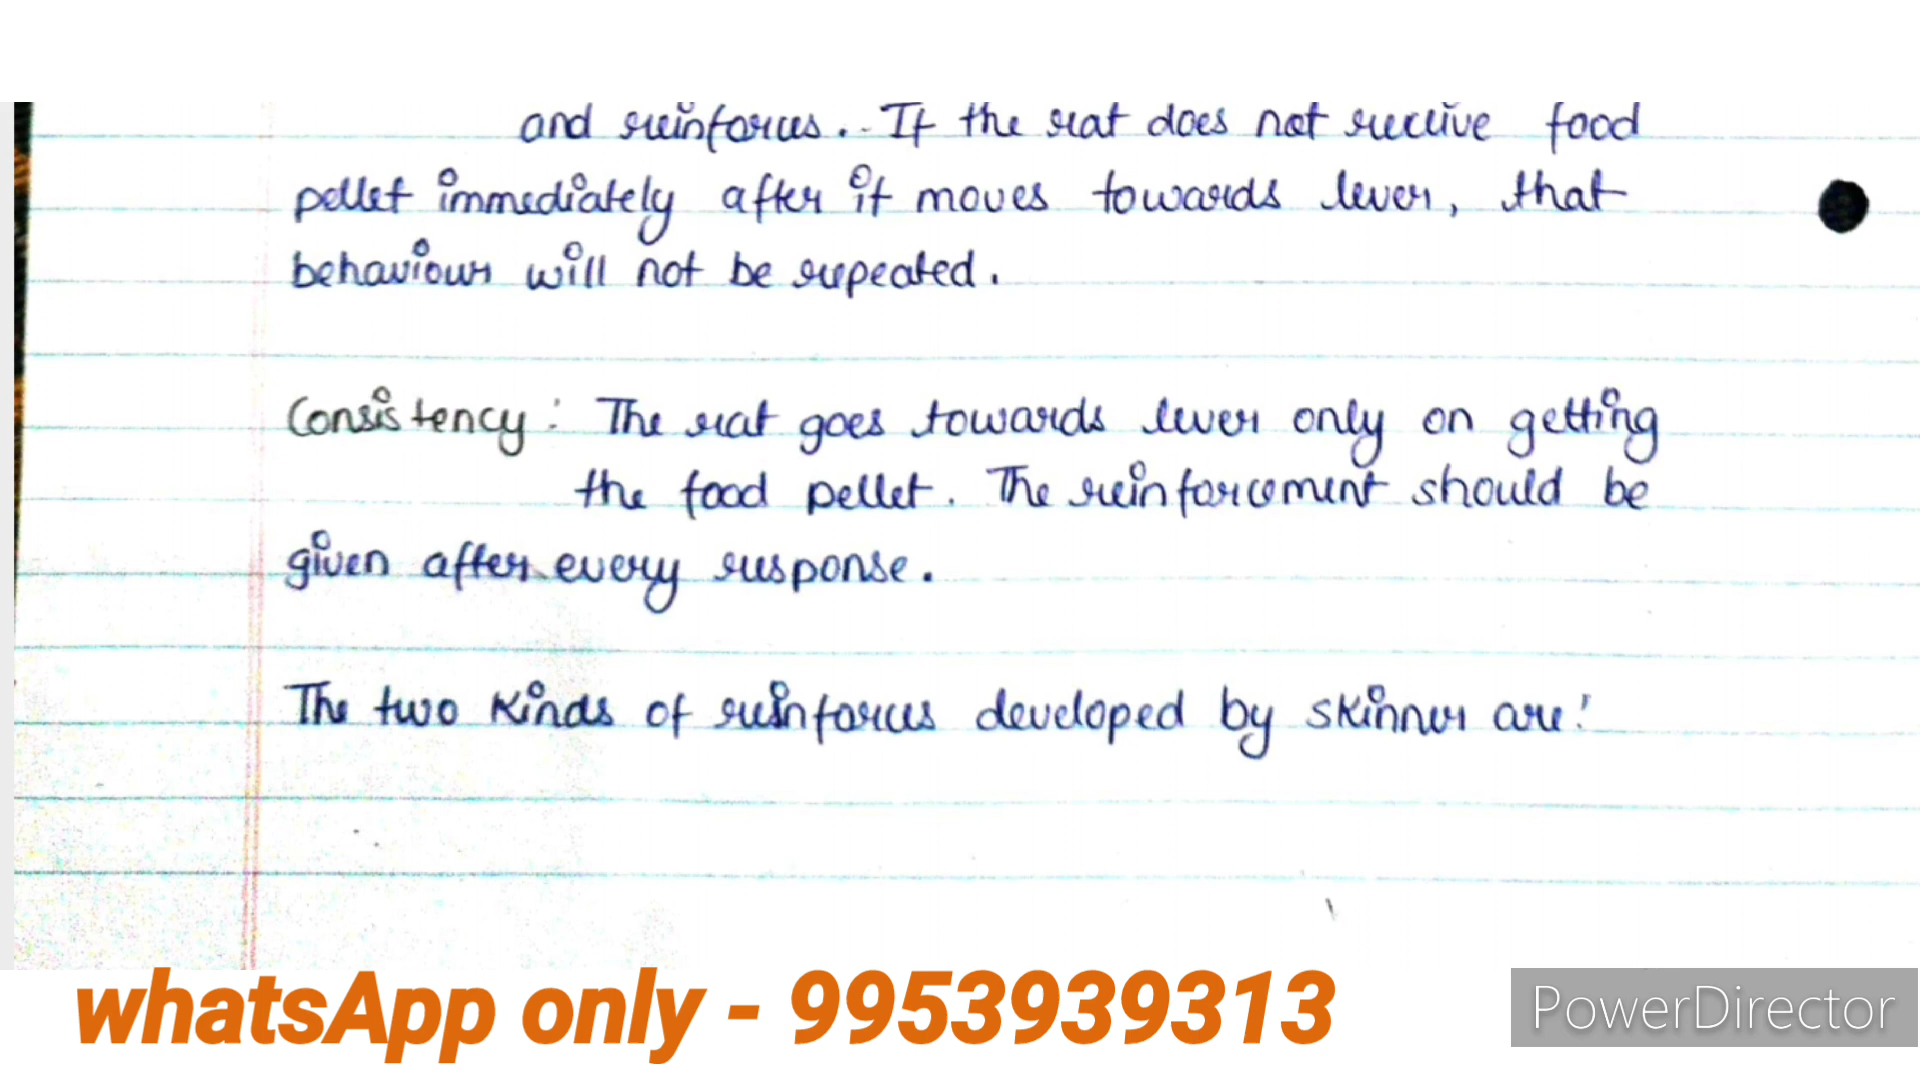 and reinforces.. If the rat does not receive food
pellet immediately after it moves towards lever, that
behaviour will not be repeated.
Consistency: The rat goes towards lever only on getting
the food pellet. The reinforcement should be
given after every response.
The two kinds of reinforces developed by skinner are:
whatsApp only - 9953939313
PowerDirector